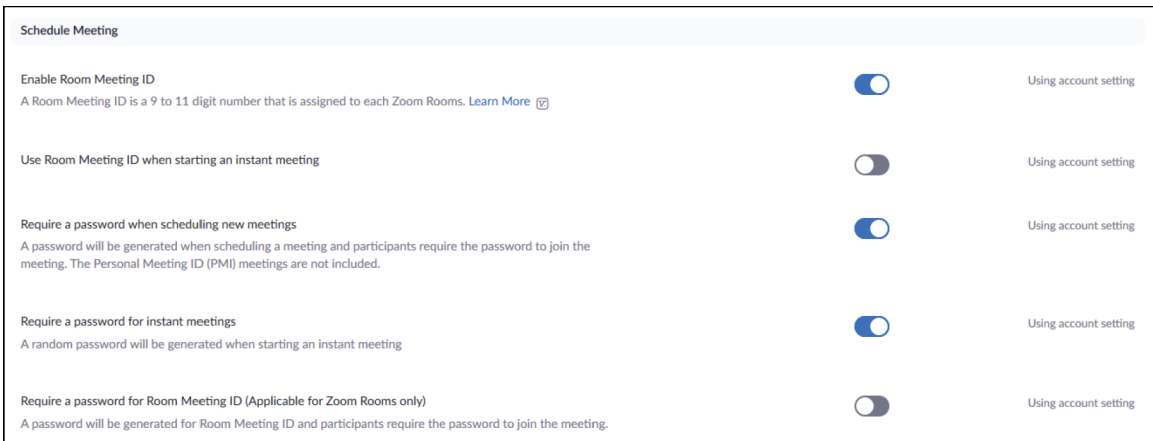 Schedule Meeting
Enable Room Meeting ID
Using account setting
A Room Meeting ID is a 9 to 11 digit number that is assigned to each Zoom Rooms. Learn More
Use Room Meeting ID when starting an instant meeting
Using account setting
Require a password when scheduling new meetings
Using account setting
A password will be generated when scheduling a meeting and participants require the password to join the
meeting. The Personal Meeting ID (PMI) meetings are not included.
Require a password for instant meetings
Using account setting
A random password will be generated when starting an instant meeting
Require a password for Room Meeting ID (Applicable for Zoom Rooms only)
Using account setting
A password will be generated for Room Meeting ID and participants require the password to join the meeting.